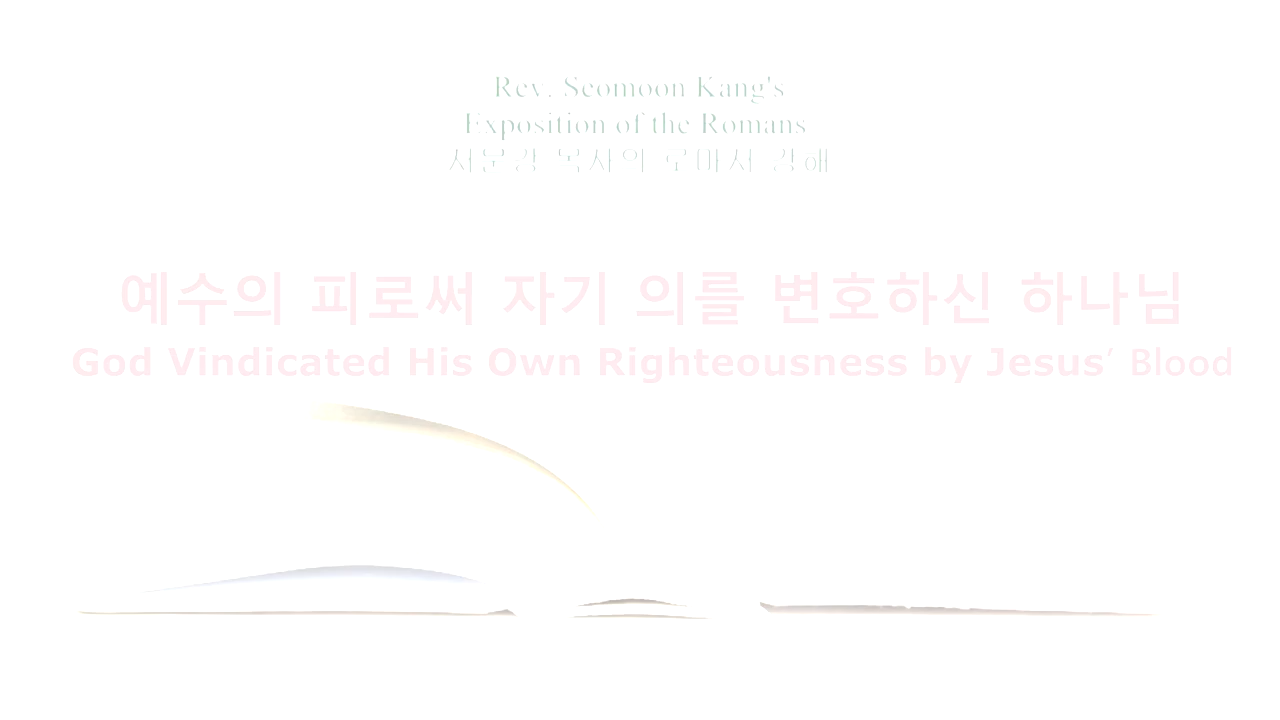 Rev. Seomoon Kang's
Exposition of the Romans
서문강 목사의 로마서 강해
예수의 피로써 자기 의를 변호하신 하나님
God Vindicated His Own Righteousness by Jesus’ Blood